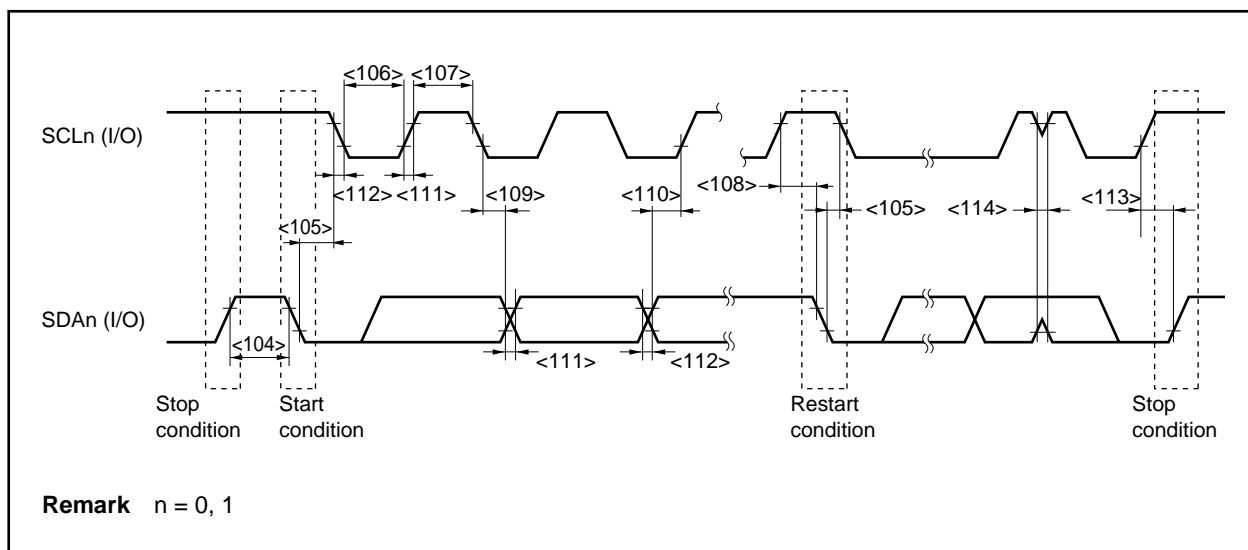 <106> <107>
SCLn (I/O)
<112> <111> <109> <110> <108> <105> <114> <113>
<105>
SDAn (I/O)
<104> <111> <112>
Stop
condition
Start
condition
Restart
condition
Stop
condition
Remark n = 0, 1